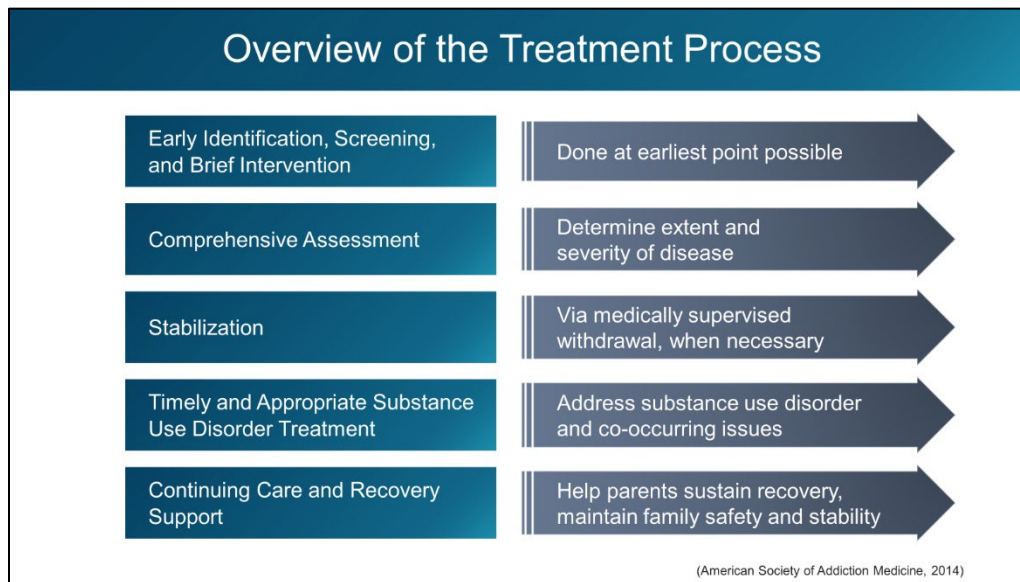 Overview of the Treatment Process
Early Identification, Screening,
and Brief Intervention
Done at earliest point possible
Comprehensive Assessment
Determine extent and
severity of disease
Stabilization
Via medically supervised
withdrawal, when necessary
Timely and Appropriate Substance
Use Disorder Treatment
Address substance use disorder
and co-occurring issues
Continuing Care and Recovery
Support
Help parents sustain recovery,
maintain family safety and stability
(American Society of Addiction Medicine, 2014)